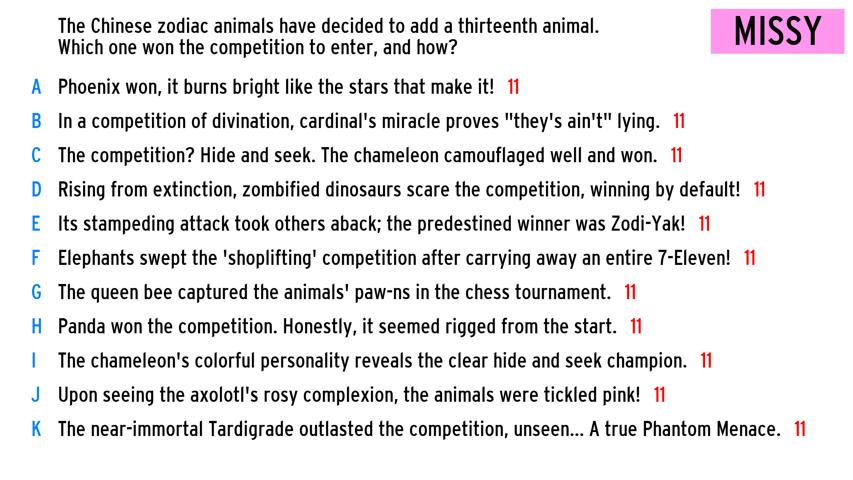 The Chinese zodiac animals have decided to add a thirteenth animal.
Which one won the competition to enter, and how?
MISSY
A Phoenix won, it burns bright like the stars that make it! 11
B In a competition of divination, cardinal's miracle proves "they's ain't" lying. 11
C The competition? Hide and seek. The chameleon camouflaged well and won. 11
D Rising from extinction, zombified dinosaurs scare the competition, winning by default! 11
E Its stampeding attack took others aback; the predestined winner was Zodi-Yak! 11
F Elephants swept the 'shoplifting' competition after carrying away an entire 7-Eleven! 11
G The queen bee captured the animals' paw-ns in the chess tournament. 11
H Panda won the competition. Honestly, it seemed rigged from the start. 11
I The chameleon's colorful personality reveals the clear hide and seek champion. 11
J Upon seeing the axolotl's rosy complexion, the animals were tickled pink! 11
K The near-immortal Tardigrade outlasted the competition, unseen... A true Phantom Menace. 11